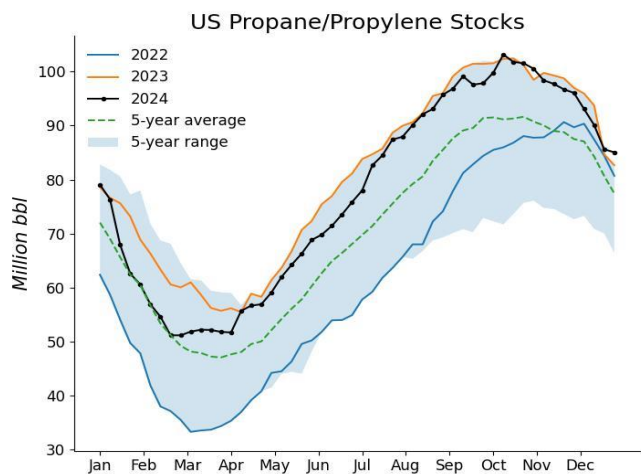 US Propane/Propylene Stocks
2022
2023
2024
5-year average
5-year range
Million bbl
100
90
80
70
60
50
40
30
Jan Feb Mar Apr May Jun Jul Aug Sep Oct Nov Dec